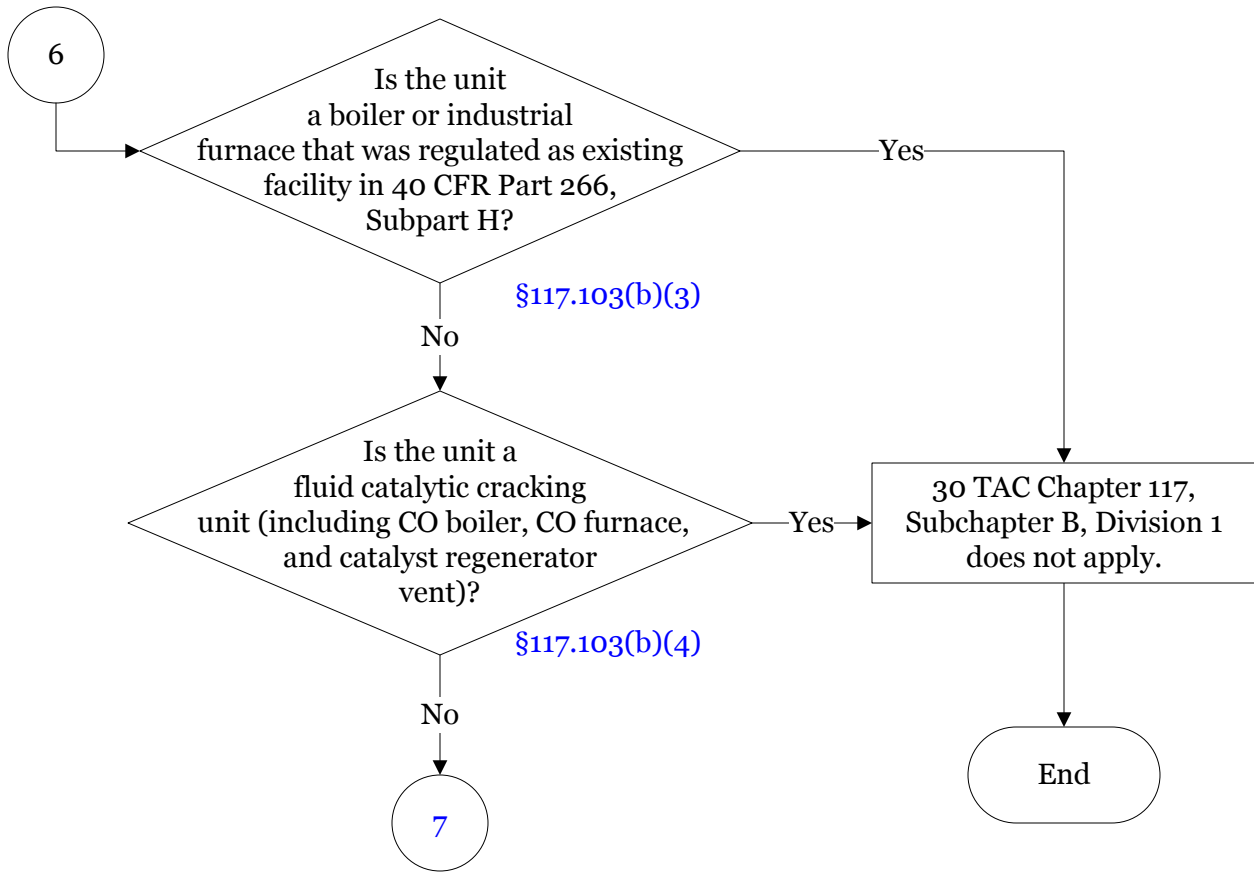 6
Is the unit
a boiler or industrial
furnace that was regulated as existing
facility in 40 CFR Part 266,
Subpart H?
Yes
§117.103(b)(3)
No
Is the unit a
fluid catalytic cracking
unit (including CO boiler, CO furnace,
and catalyst regenerator
vent)?
Yes
30 TAC Chapter 117,
Subchapter B, Division 1
does not apply.
§117.103(b)(4)
No
End
7